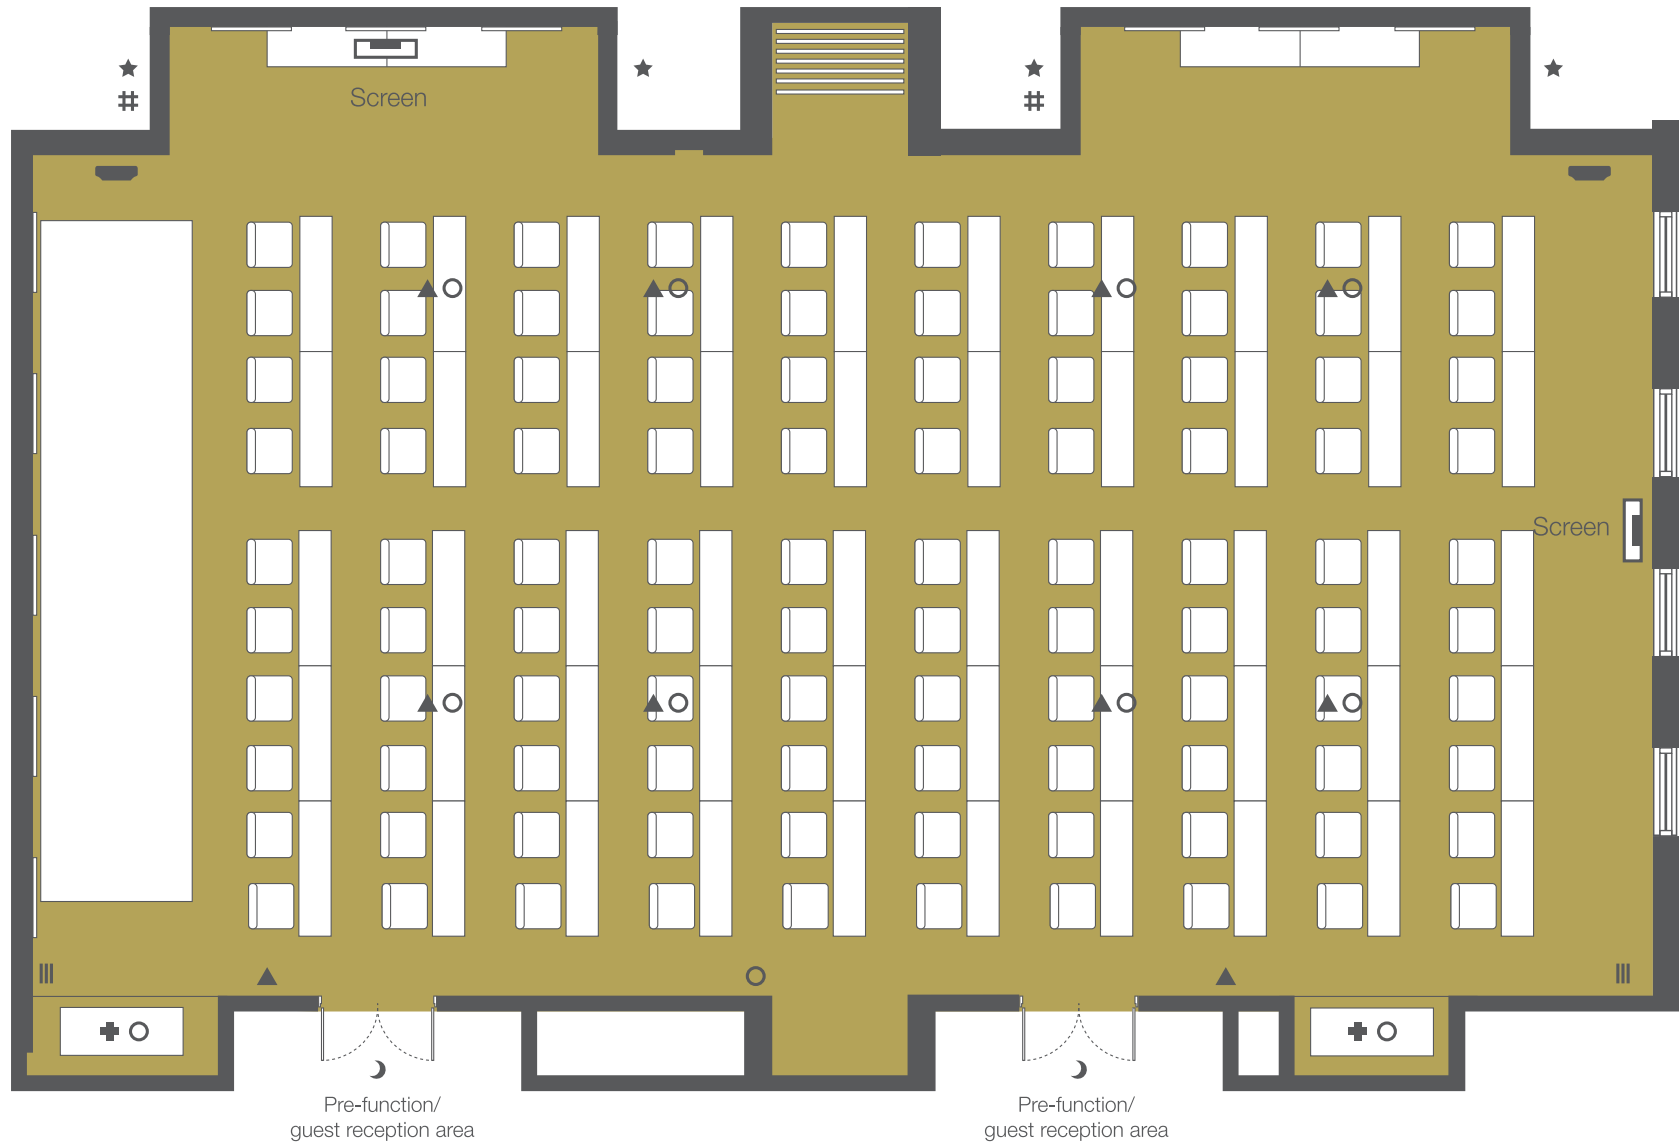 Screen
Screen
Pre-function/
guest reception area
Pre-function/
guest reception area